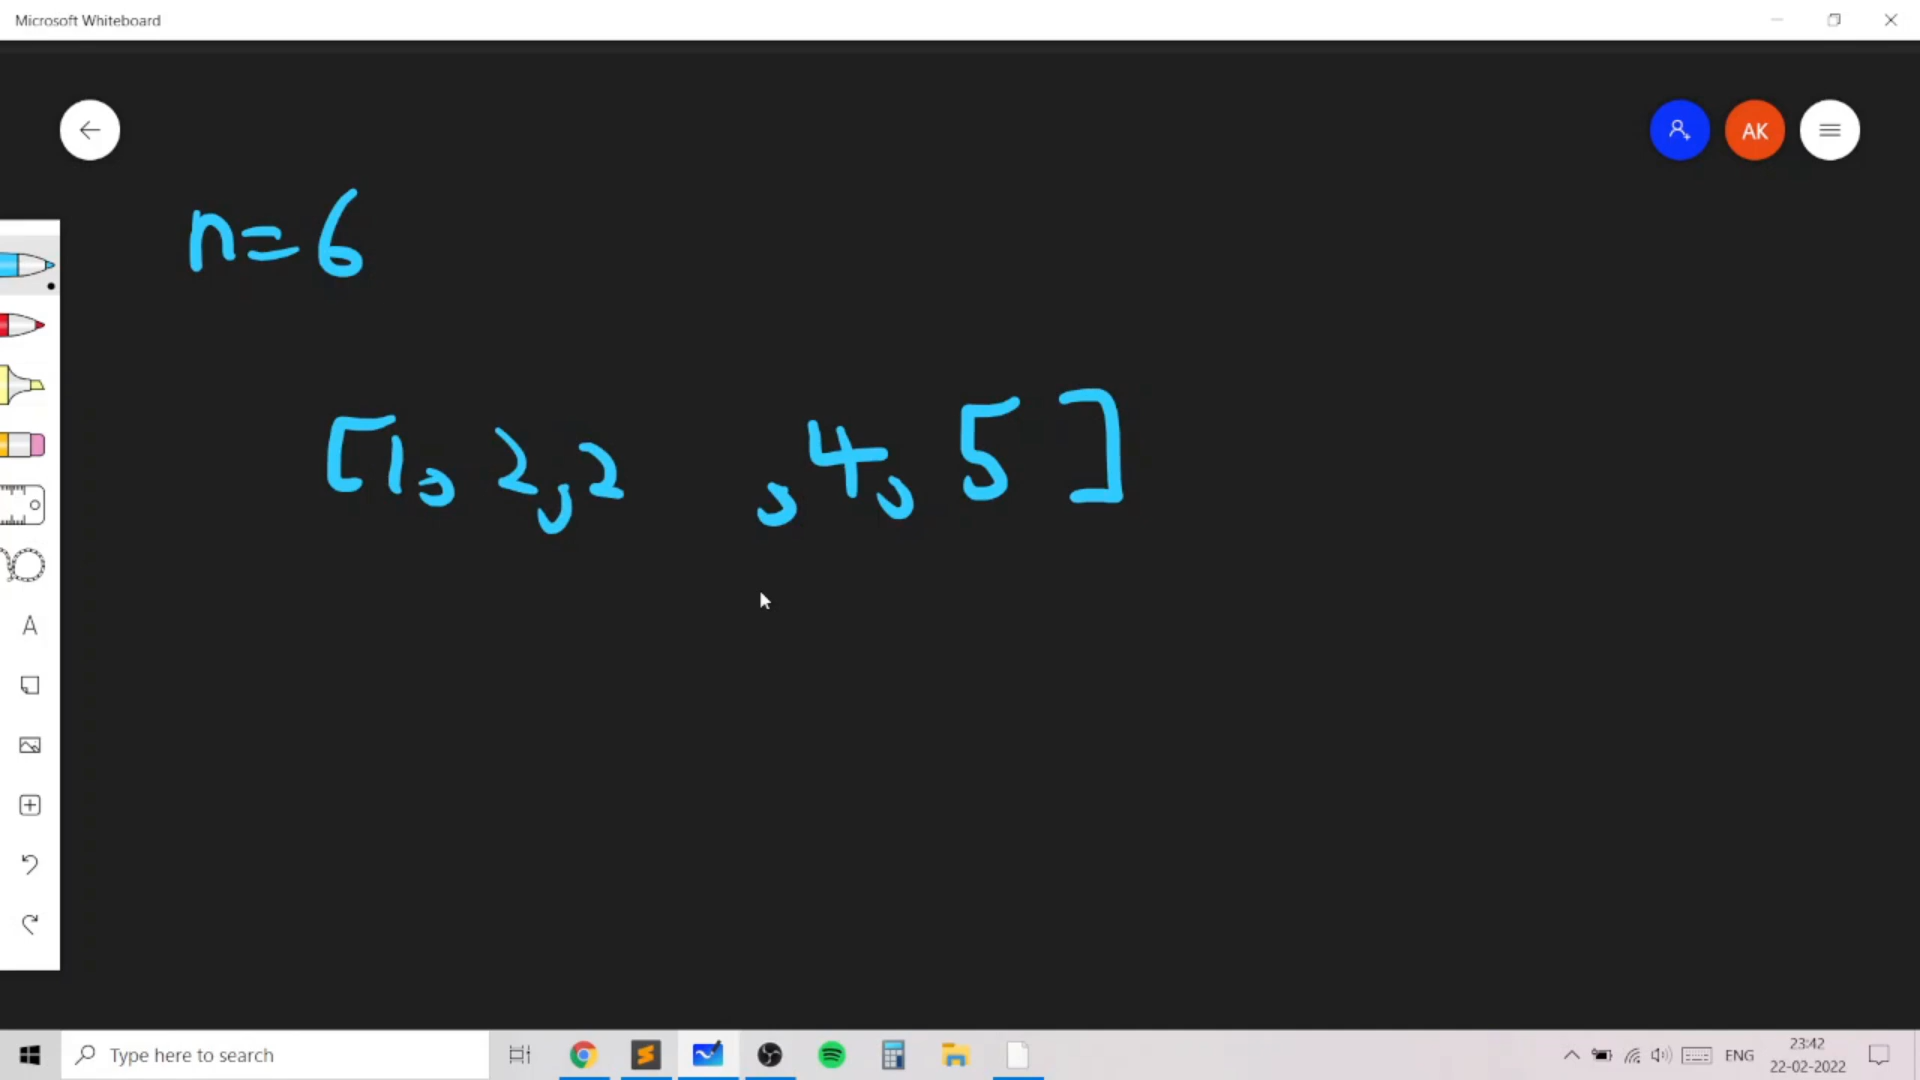 Microsoft Whiteboard
AK
n=6
[1, 2, 2 , 4, 5 ]
A
Type here to search
ENG
23:42
22-02-2022